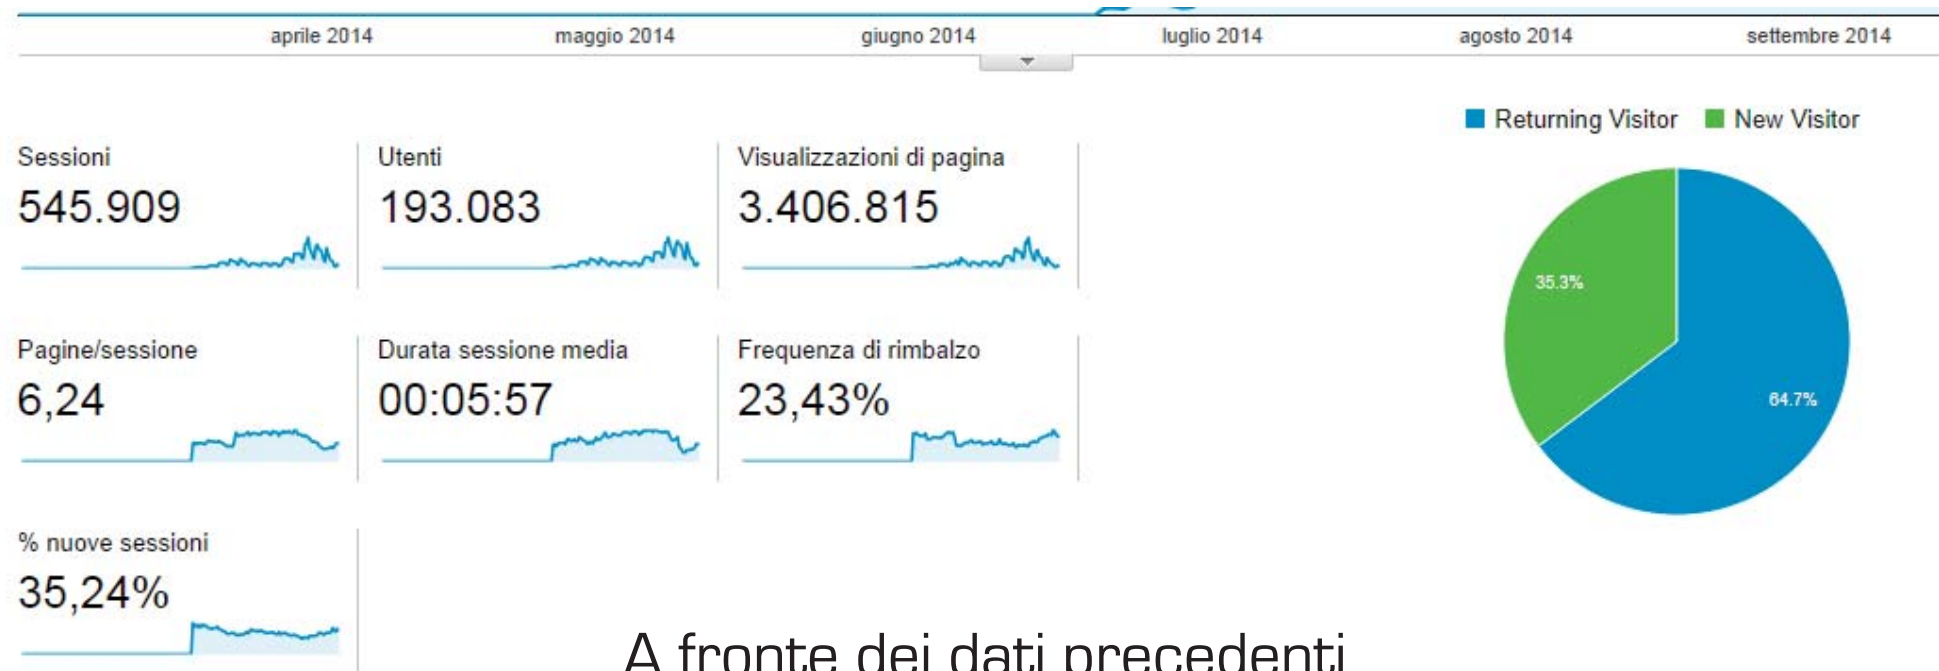 aprile 2014 maggio 2014 giugno 2014 luglio 2014 agosto 2014 settembre 2014
Returning Visitor New Visitor
Sessioni Utenti Visualizzazioni di pagina
545.909 193.083 3.406.815
35.3%
64.7%
Pagine/sessione Durata sessione media Frequenza di rimbalzo
6,24 00:05:57 23,43%
% nuove sessioni
35,24%
A fronte dei dati precedenti